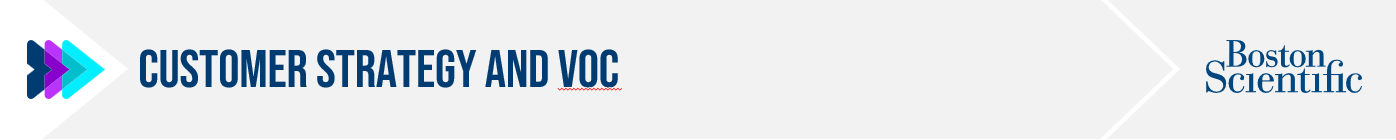 CUSTOMER STRATEGY AND VOC
Boston
Scientific